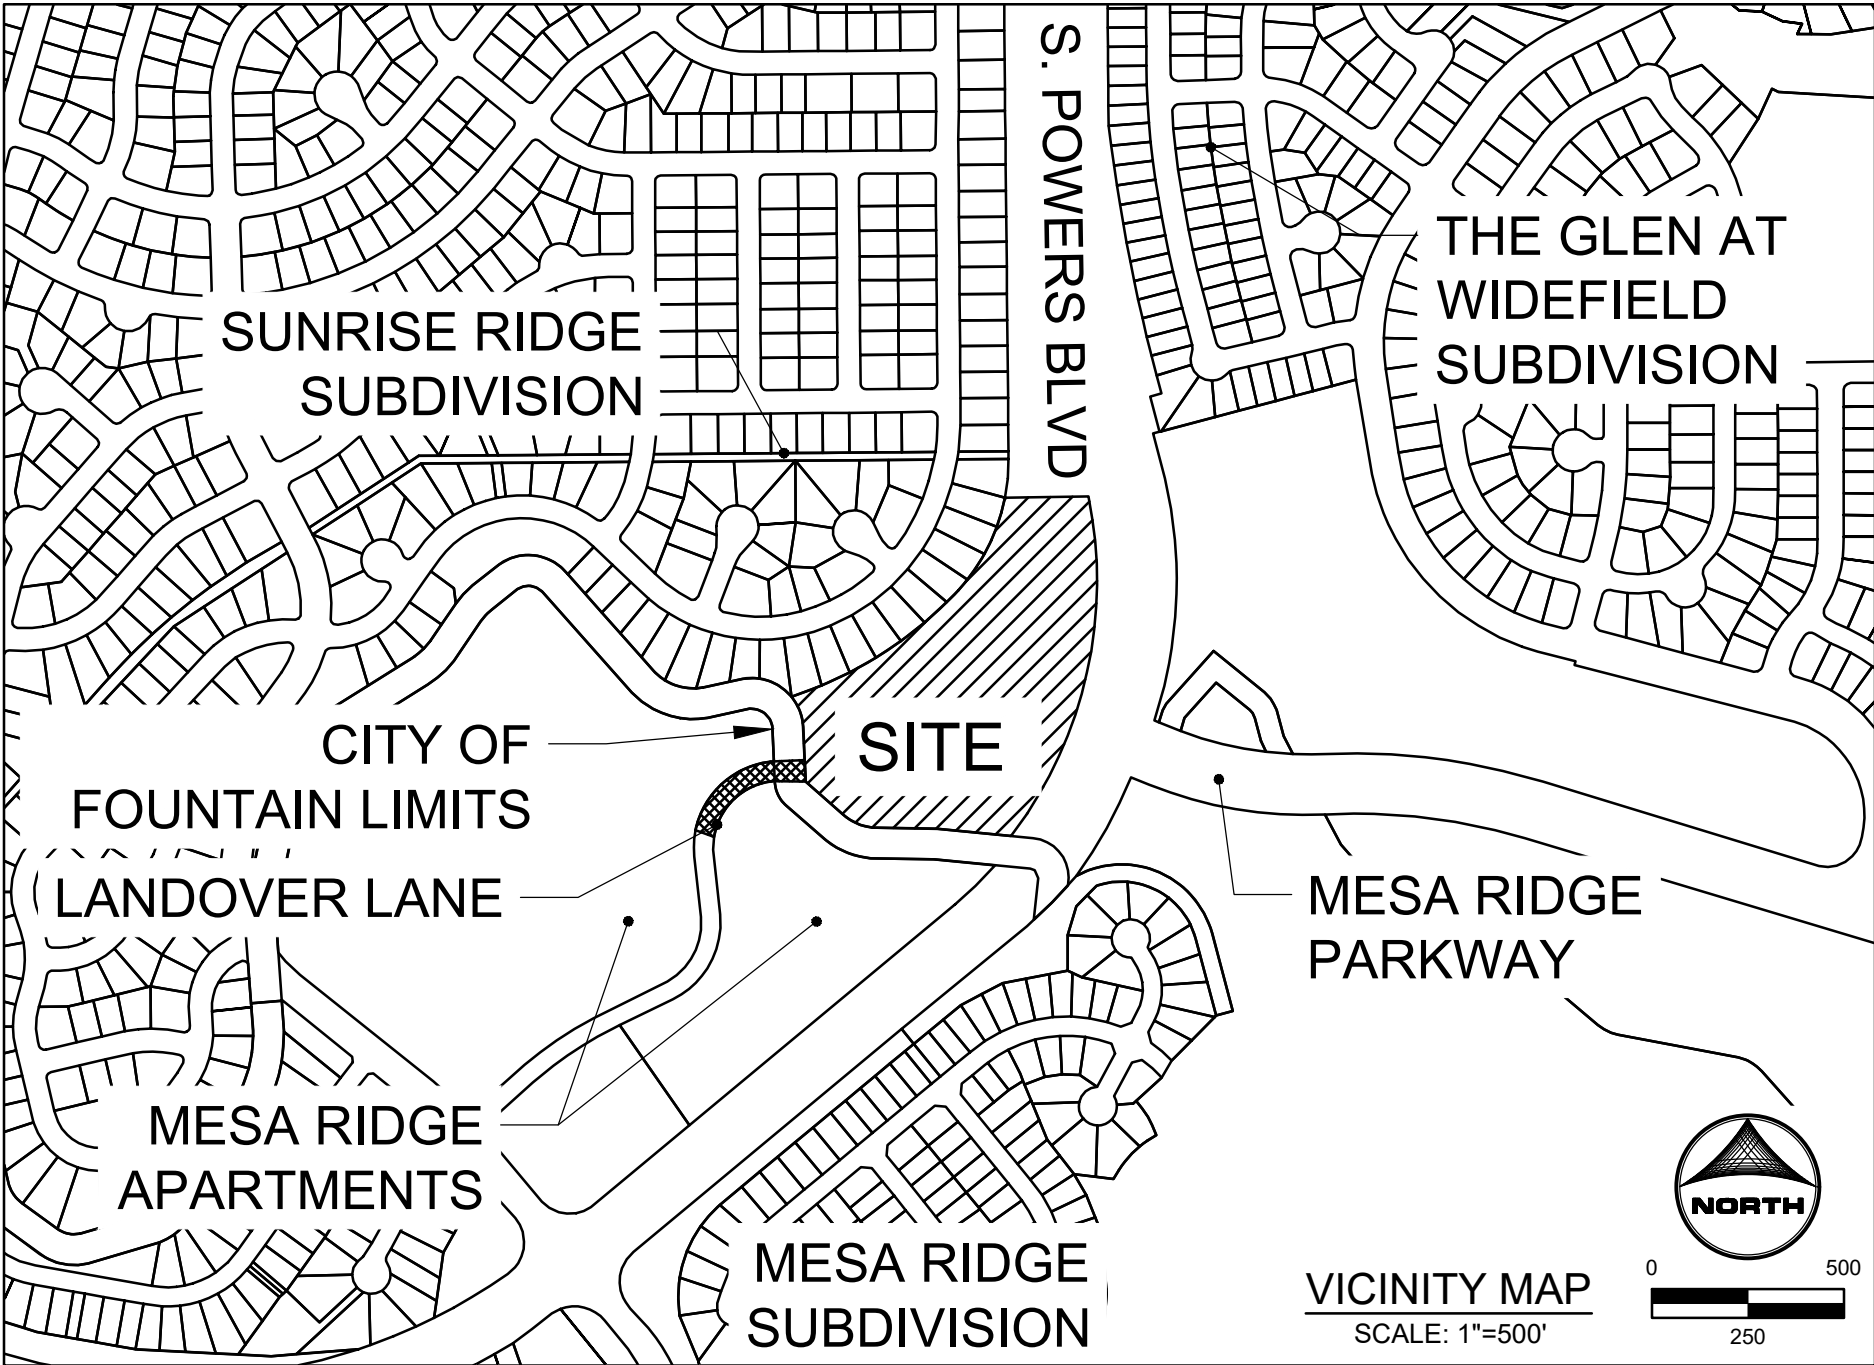 S. POWERS BLVD
THE GLEN AT
WIDEFIELD
SUBDIVISION
SUNRISE RIDGE
SUBDIVISION
CITY OF
FOUNTAIN LIMITS
SITE
LANDOVER LANE
MESA RIDGE
PARKWAY
MESA RIDGE
APARTMENTS
MESA RIDGE
SUBDIVISION
NORTH
VICINITY MAP
SCALE: 1"=500'
0 500
250